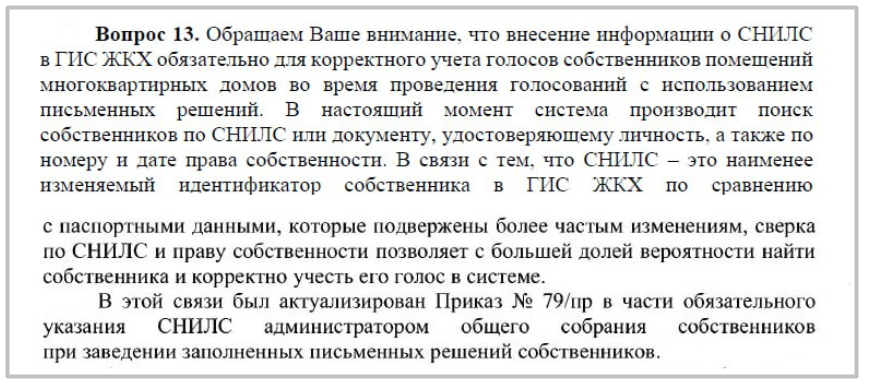 Вопрос 13. Обращаем Ваше внимание, что внесение информации о СНИЛС
в ГИС ЖКХ обязательно для корректного учета голосов собственников помещений
многоквартирных домов во время проведения голосований с использованием
письменных решений. В настоящий момент система производит поиск
собственников по СНИЛС или документу, удостоверяющему личность, а также по
номеру и дате права собственности. В связи с тем, что СНИЛС – это наименее
изменяемый идентификатор собственника в ГИС ЖКХ по сравнению
с паспортными данными, которые подвержены более частым изменениям, сверка
по СНИЛС и праву собственности позволяет с большей долей вероятности найти
собственника и корректно учесть его голос в системе.
В этой связи был актуализирован Приказ № 79/пр в части обязательного
указания СНИЛС администратором общего собрания собственников
при заведении заполненных письменных решений собственников.